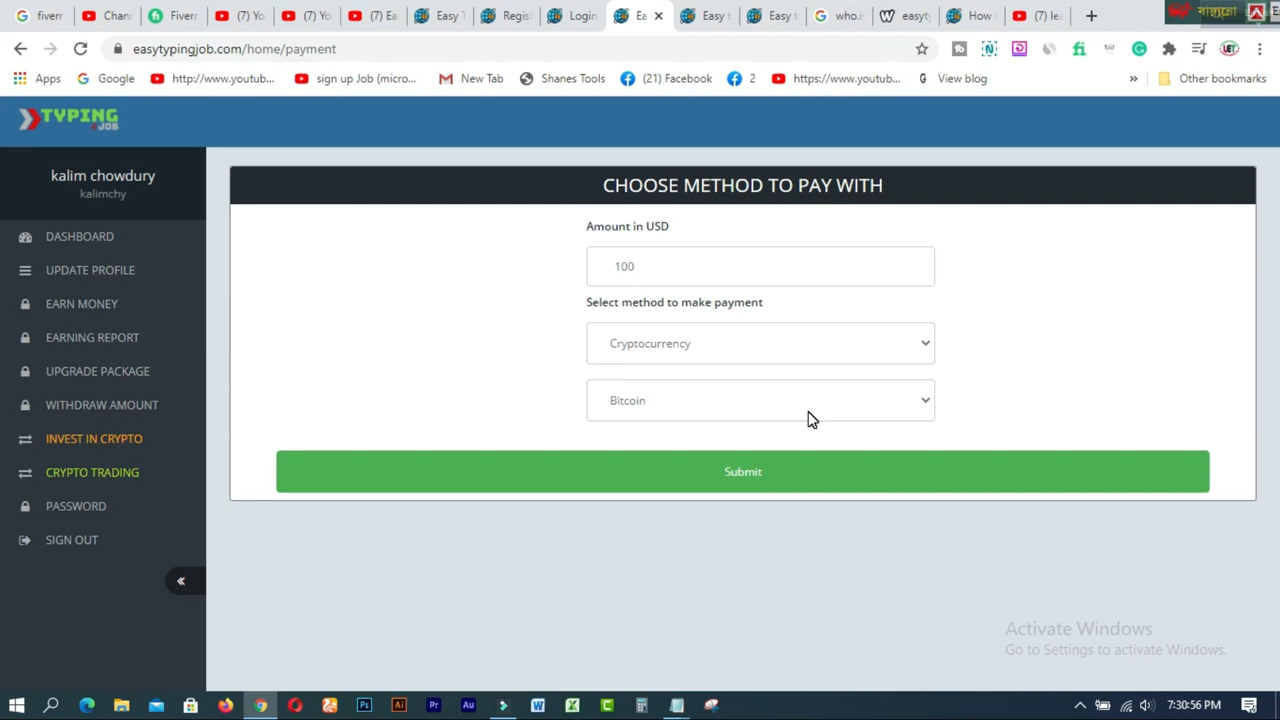 fiverr
Chann
Fiverr
(7) Yo
(7) Yo
(7) Ea
Easy T
Regis
Login
Ea
Easy t
Easy t
who.i
easyt
How t
(7) lea
easytypingjob.com/home/payment
Apps
Google
http://www.youtub...
sign up Job (micro...
New Tab
Shanes Tools
(21) Facebook
2
https://www.youtub...
View blog
»
Other bookmarks
TYPING
JOB
kalim chowdury
kalimchy
DASHBOARD
UPDATE PROFILE
EARN MONEY
EARNING REPORT
UPGRADE PACKAGE
WITHDRAW AMOUNT
INVEST IN CRYPTO
CRYPTO TRADING
PASSWORD
SIGN OUT
CHOOSE METHOD TO PAY WITH
Amount in USD
100
Select method to make payment
Cryptocurrency
Bitcoin
Submit
Activate Windows
Go to Settings to activate Windows.
7:30:56 PM